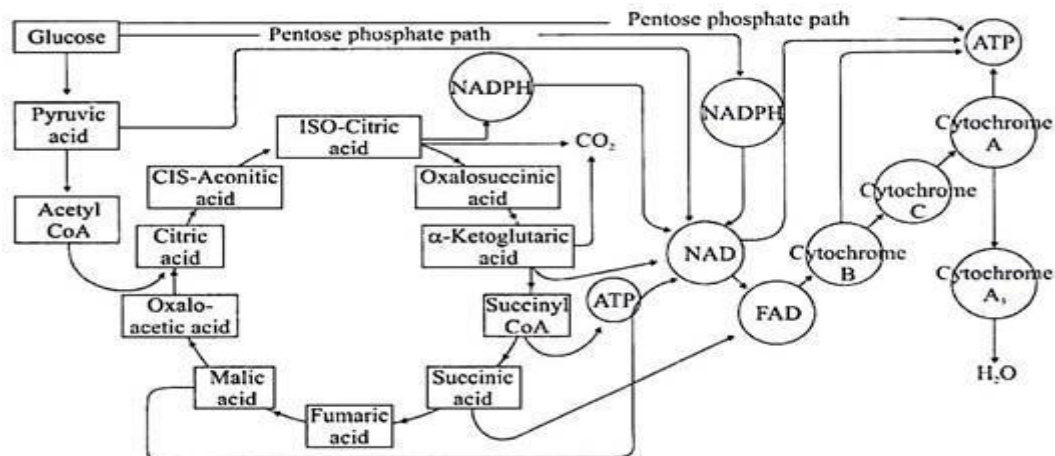 Pentose phosphate path
Glucose
Pentose phosphate path
ATP
NADPH
NADPH
Pyruvic
acid
ISO-Citric
acid
CO₂
Cytochrome
A
CIS-Aconitic
acid
Oxalosuccinic
acid
Cytochrome
C
Acetyl
CoA
Citric
acid
α-Ketoglutaric
acid
NAD
Cytochrome
B
Cytochrome
A₃
Oxalo-
acetic acid
Succinyl
CoA
ATP
FAD
Malic
acid
Succinic
acid
H₂O
Fumaric
acid